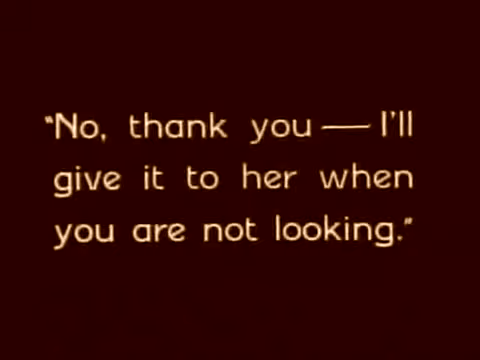 "No, thank you — I'll
give it to her when
you are not looking."